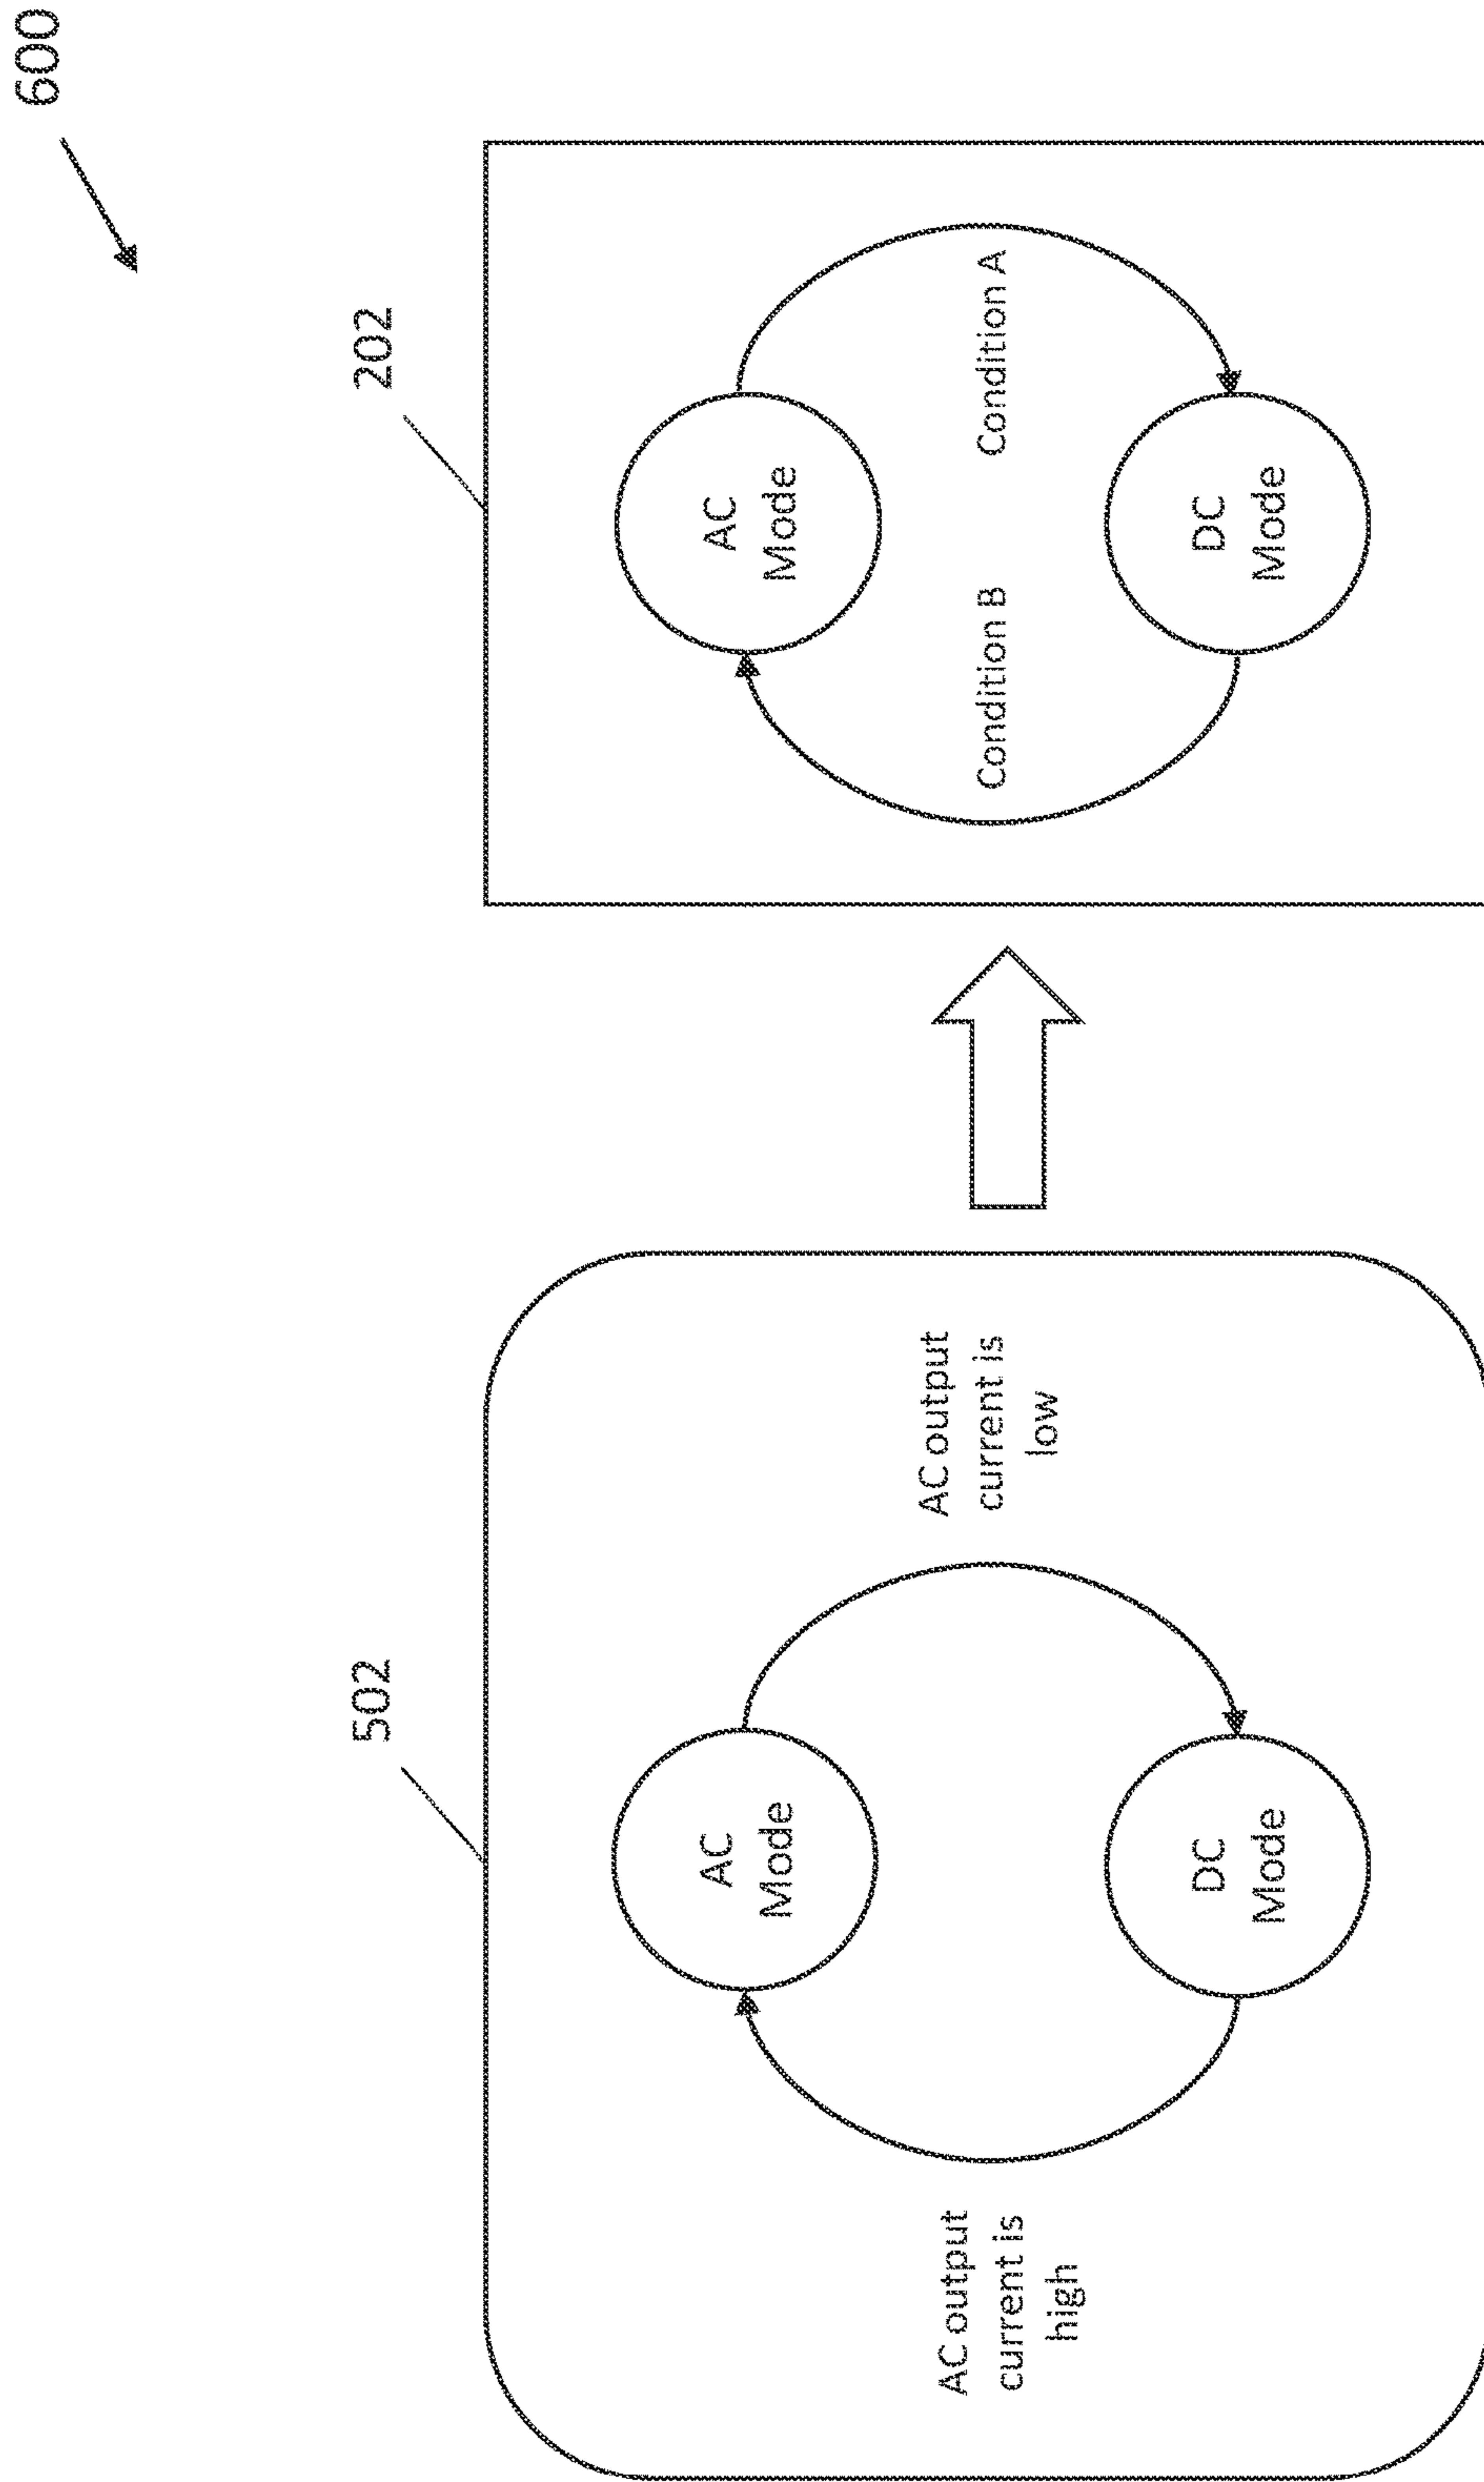 600
502
AC output
current is
high
AC
Mode
DC
Mode
AC output
current is
low
202
AC
Mode
Condition B
Condition A
DC
Mode